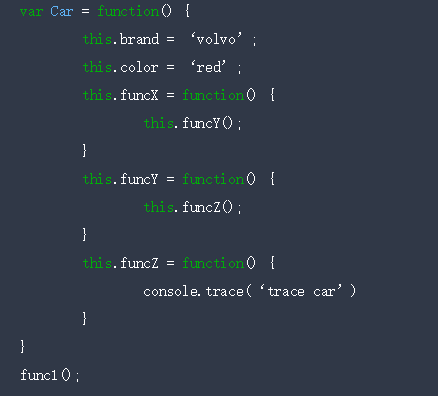 var Car = function() {
this.brand = ‘volvo’;
this.color = ‘red’;
this.funcX = function() {
this.funcY();
}
this.funcY = function() {
this.funcZ();
}
this.funcZ = function() {
console.trace(‘trace car’)
}
}
func1();